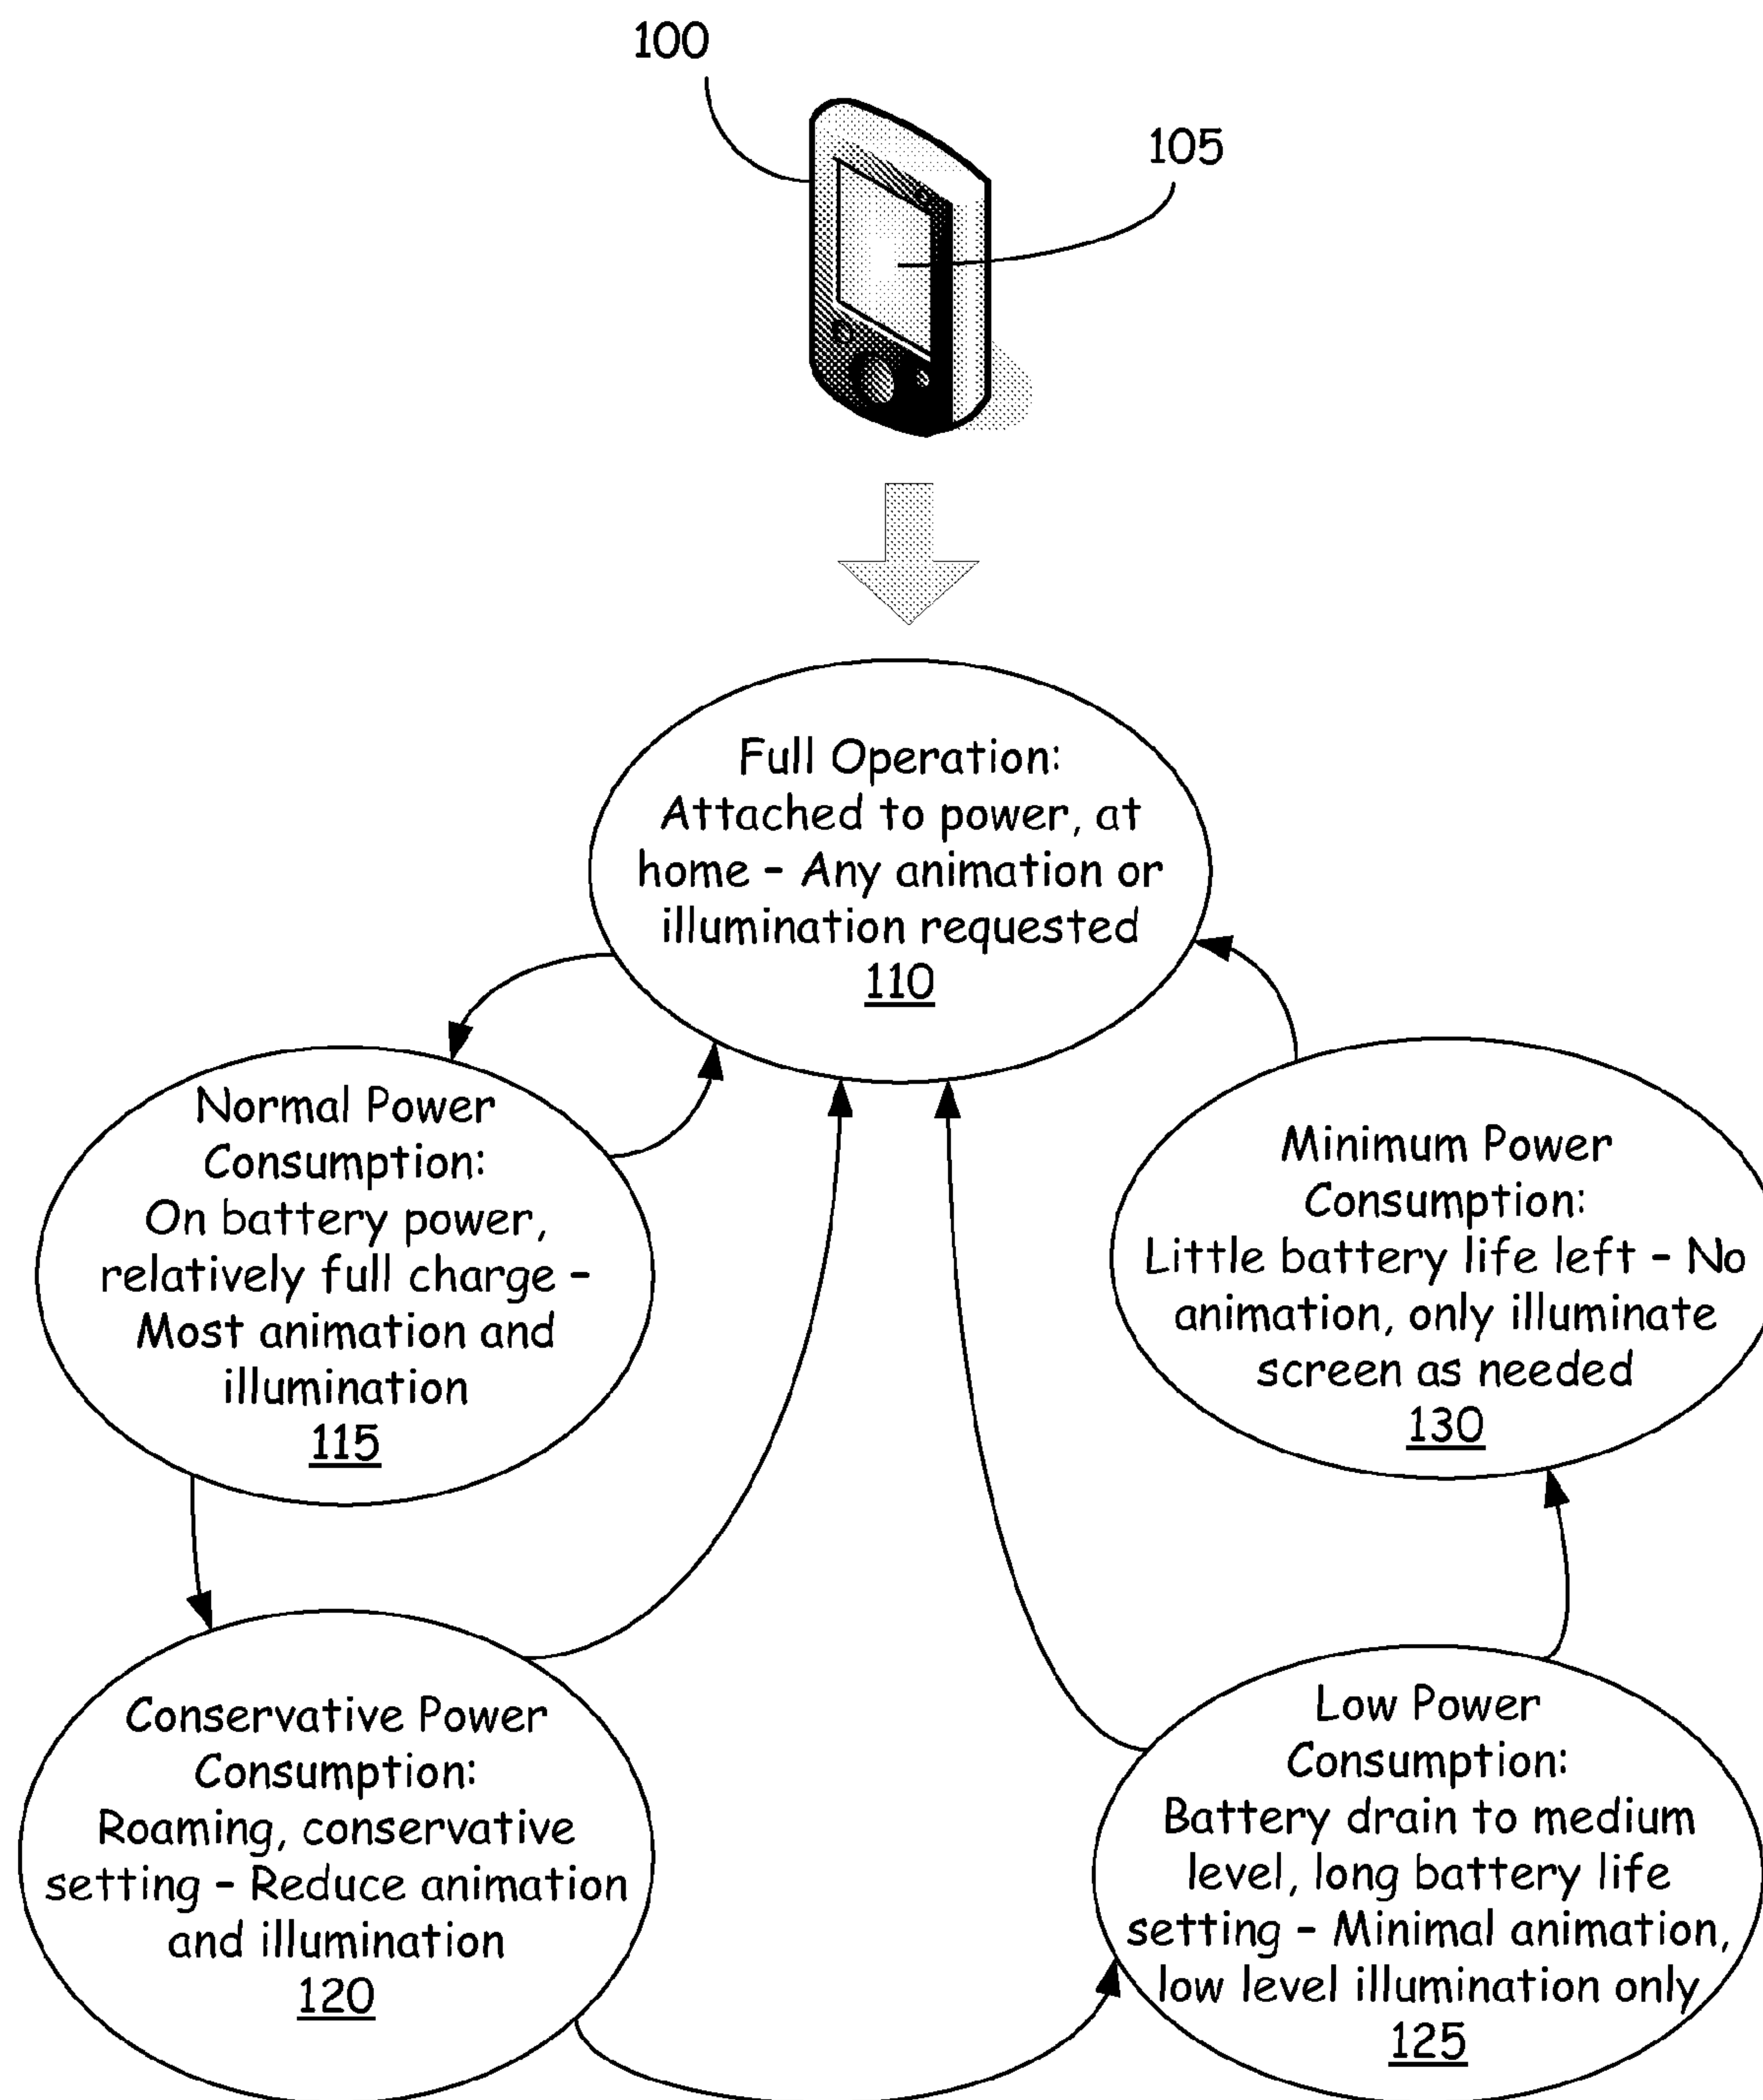 100
105
Full Operation:
Attached to power, at
home – Any animation or
illumination requested
110
Normal Power
Consumption:
On battery power,
relatively full charge –
Most animation and
illumination
115
Minimum Power
Consumption:
Little battery life left – No
animation, only illuminate
screen as needed
130
Conservative Power
Consumption:
Roaming, conservative
setting – Reduce animation
and illumination
120
Low Power
Consumption:
Battery drain to medium
level, long battery life
setting – Minimal animation,
low level illumination only
125